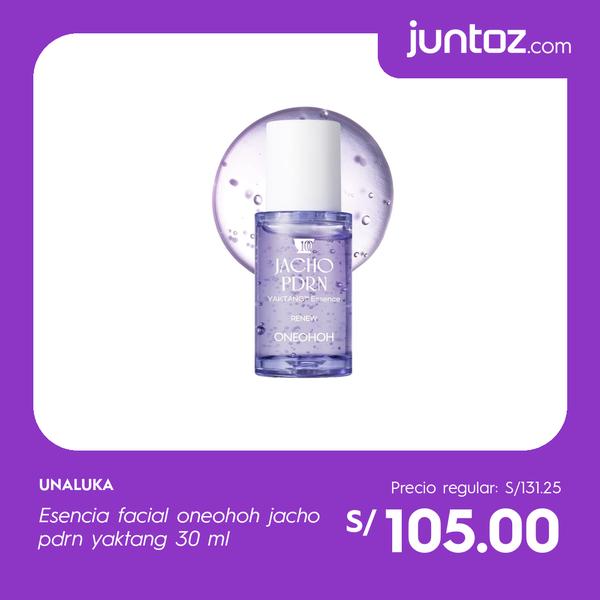 juntoz.com
JACHO
PDRN
YAKTANG™ Essence
RENEW
ONEOHOH
UNALUKA
Esencia facial oneohoh jacho
pdrn yaktang 30 ml
Precio regular: S/131.25
S/105.00